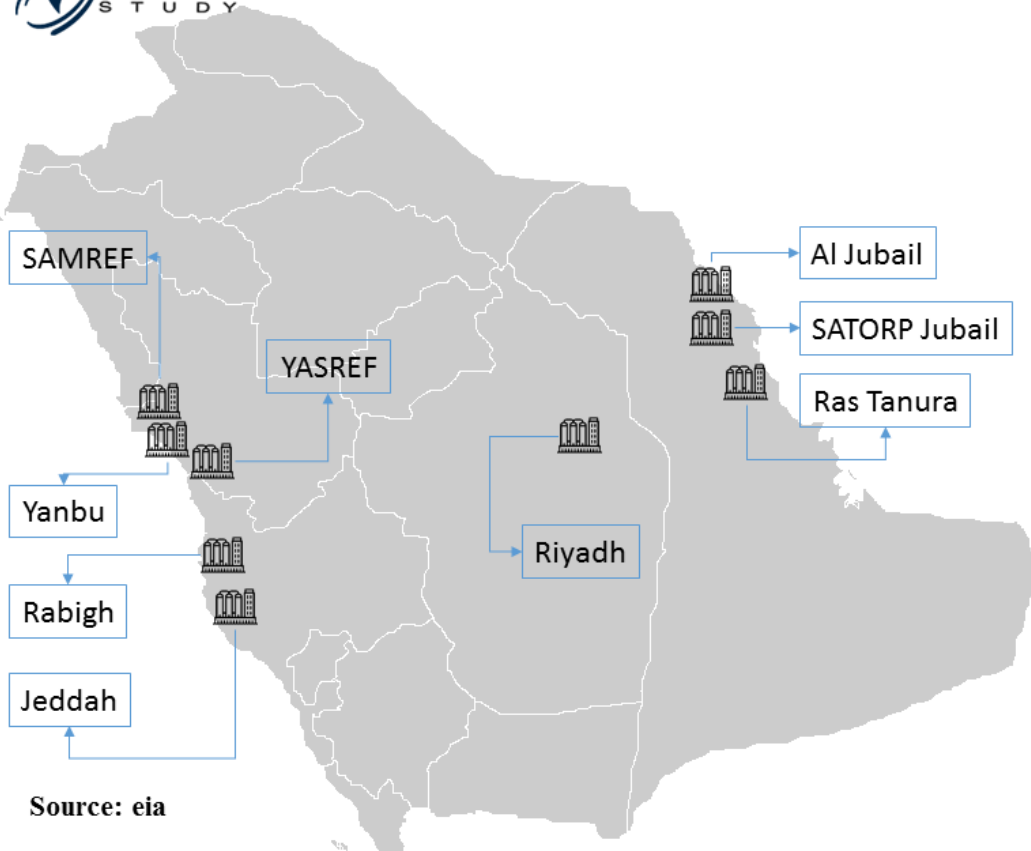 STUDY
SAMREF
Al Jubail
SATORP Jubail
YASREF
Ras Tanura
Yanbu
Riyadh
Rabigh
Jeddah
Source: eia